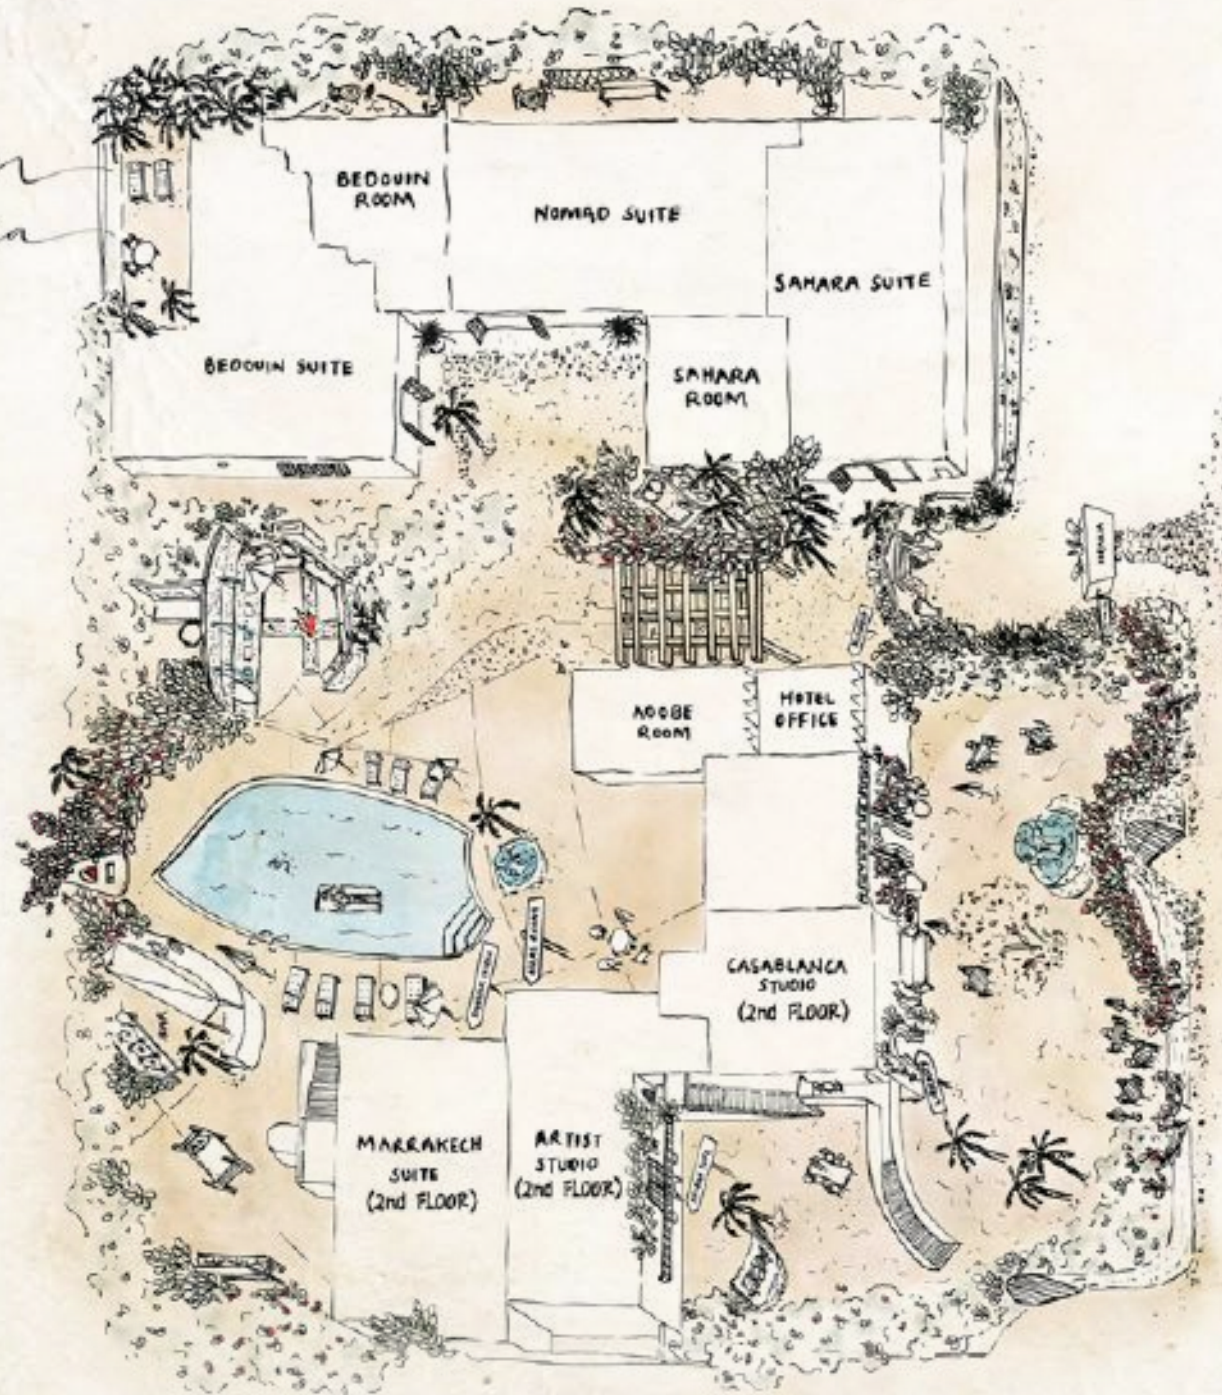 BEDOUIN
ROOM
NOMAD SUITE
SAHARA SUITE
BEDOUIN SUITE
SAHARA
ROOM
ADOBE
ROOM
HOTEL
OFFICE
CASABLANCA
STUDIO
(2nd FLOOR)
MARRAKECH
SUITE
(2nd FLOOR)
ARTIST
STUDIO
(2nd FLOOR)